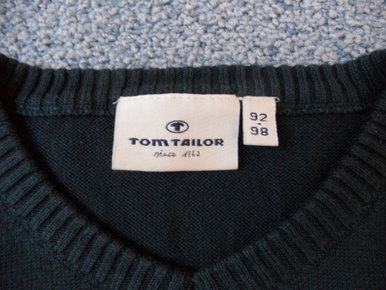 TOM TAILOR
since 1962
92
-
98